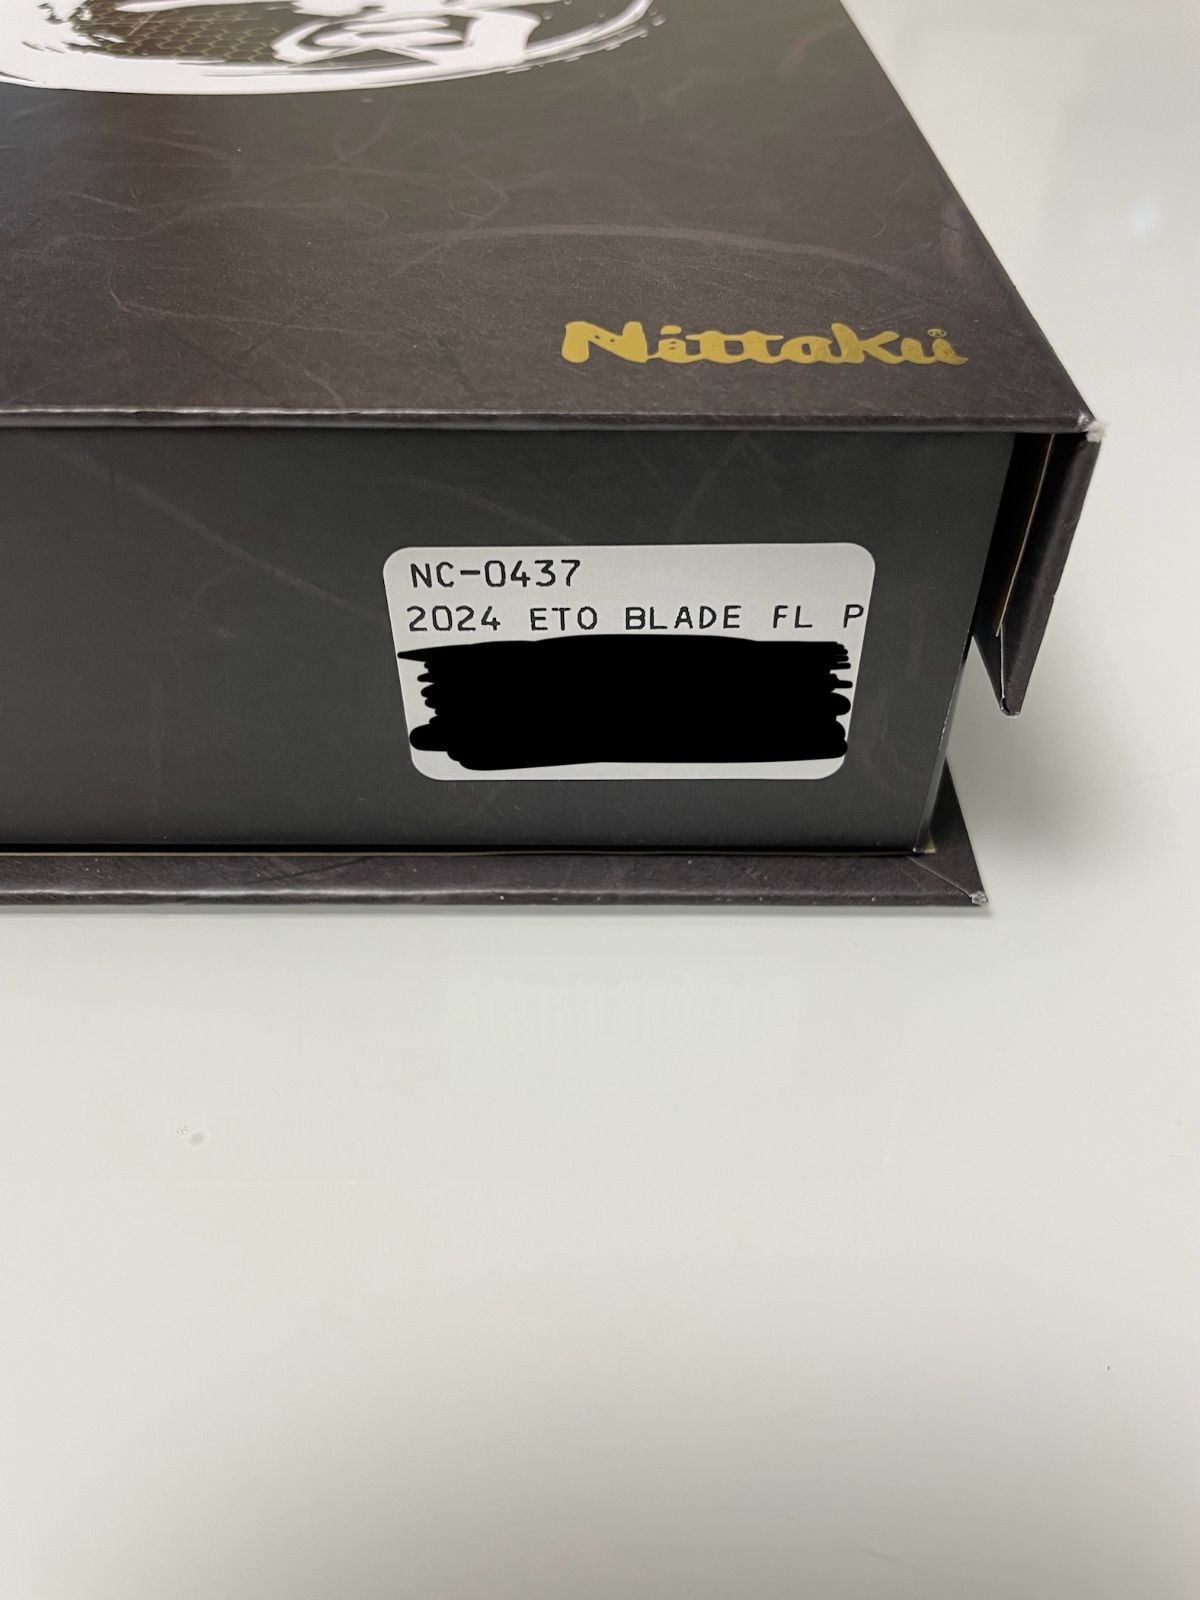 Nittaku®
NC-0437
2024 ETO BLADE FL P